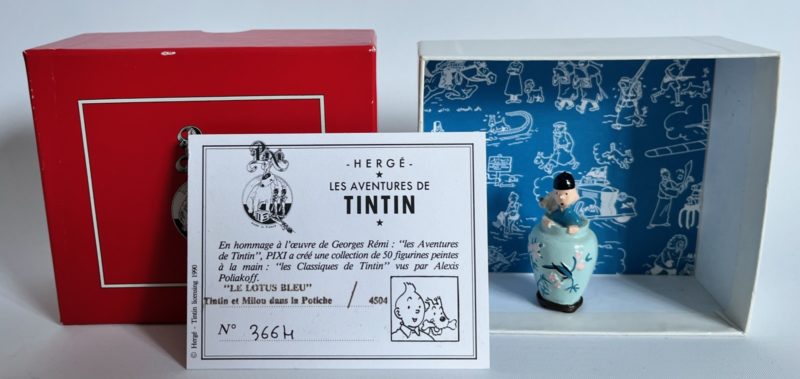 Pixi
- HERGÉ -
LES AVENTURES DE
TINTIN
En hommage à l'œuvre de Georges Rémi : "les Aventures
de Tintin", PIXI a créé une collection de 50 figurines peintes
à la main : "les Classiques de Tintin" vus par Alexis
Poliakoff.
"LE LOTUS BLEU"
Tintin et Milou dans la Potiche / 4504
N° 366H
© Hergé - Tintin licensing 1990